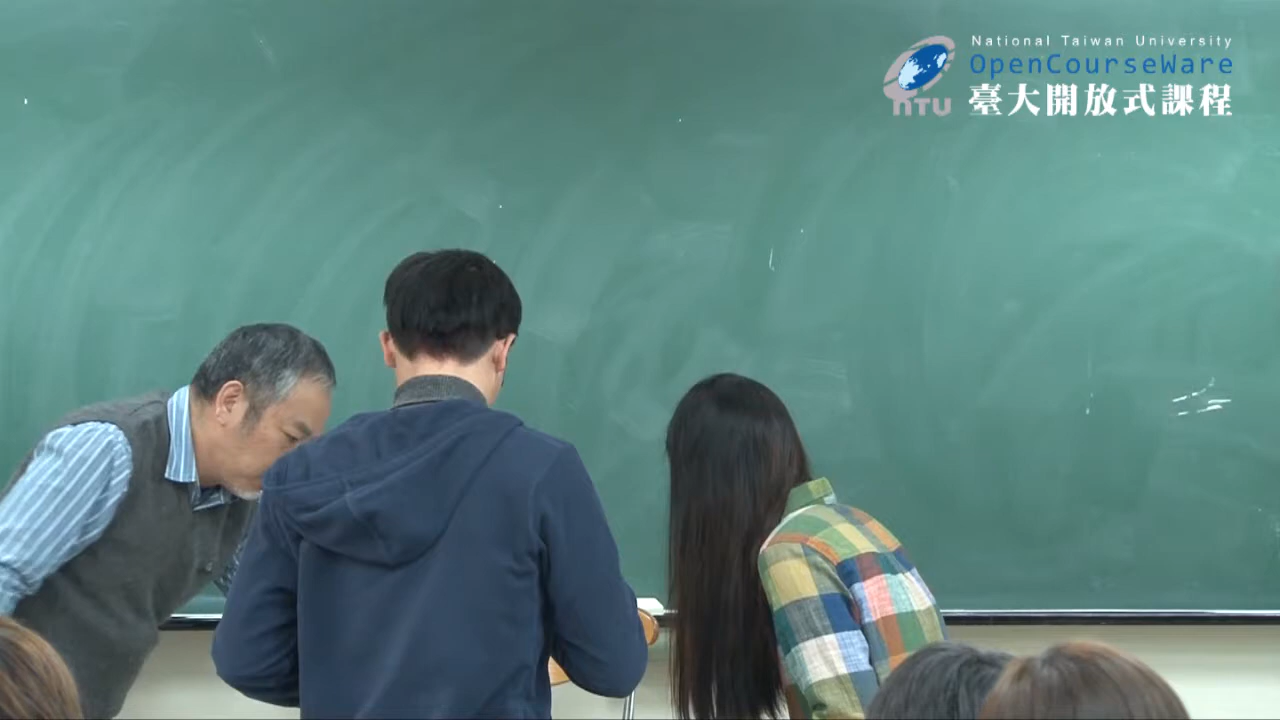 National Taiwan University
OpenCourseWare
臺大開放式課程
NTU